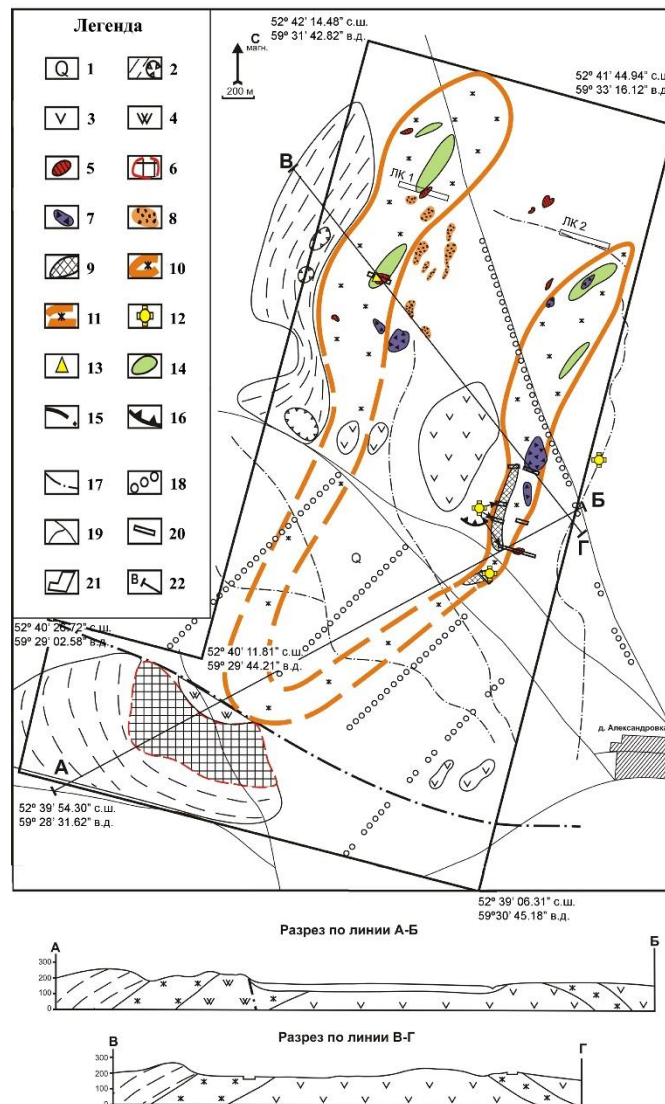 Легенда
Q 1
2
3
4
5
6
7
8
9
10
11
12
13
14
15
16
17
18
19
20
21
В 22
С
магн.
200 м
52º 42' 14.48" с.ш.
59º 31' 42.82" в.д.
52º 41' 44.94" с.ш.
59º 33' 16.12" в.д.
В
ЛК 1
ЛК 2
Б
Г
Q
52º 40' 26.72" с.ш.
59º 29' 02.58" в.д.
52º 40' 11.81" с.ш.
59º 29' 44.21" в.д.
д. Александровка
А
52º 39' 54.30" с.ш.
59º 28' 31.62" в.д.
52º 39' 06.31" с.ш.
59º 30' 45.18" в.д.
Разрез по линии А-Б
А
Б
300
200
100
0
Разрез по линии В-Г
В
Г
300
200
100
0